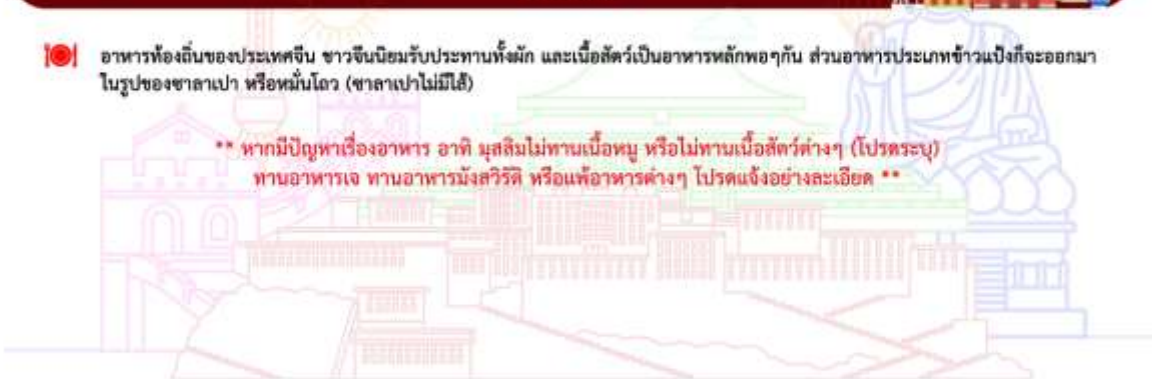 อาหารท้องถิ่นของประเทศจีน ชาวจีนนิยมรับประทานทั้งผัก และเนื้อสัตว์เป็นอาหารหลักพอๆกัน ส่วนอาหารประเภทข้าวแป้งก็จะออกมา
ในรูปของซาลาเปา หรือหมั่นโถว (ซาลาเปาไม่มีไส้)
** หากมีปัญหาเรื่องอาหาร อาทิ มุสลิมไม่ทานเนื้อหมู หรือไม่ทานเนื้อสัตว์ต่างๆ (โปรดระบุ)
ทานอาหารเจ ทานอาหารมังสวิรัติ หรือแพ้อาหารต่างๆ โปรดแจ้งอย่างละเอียด **